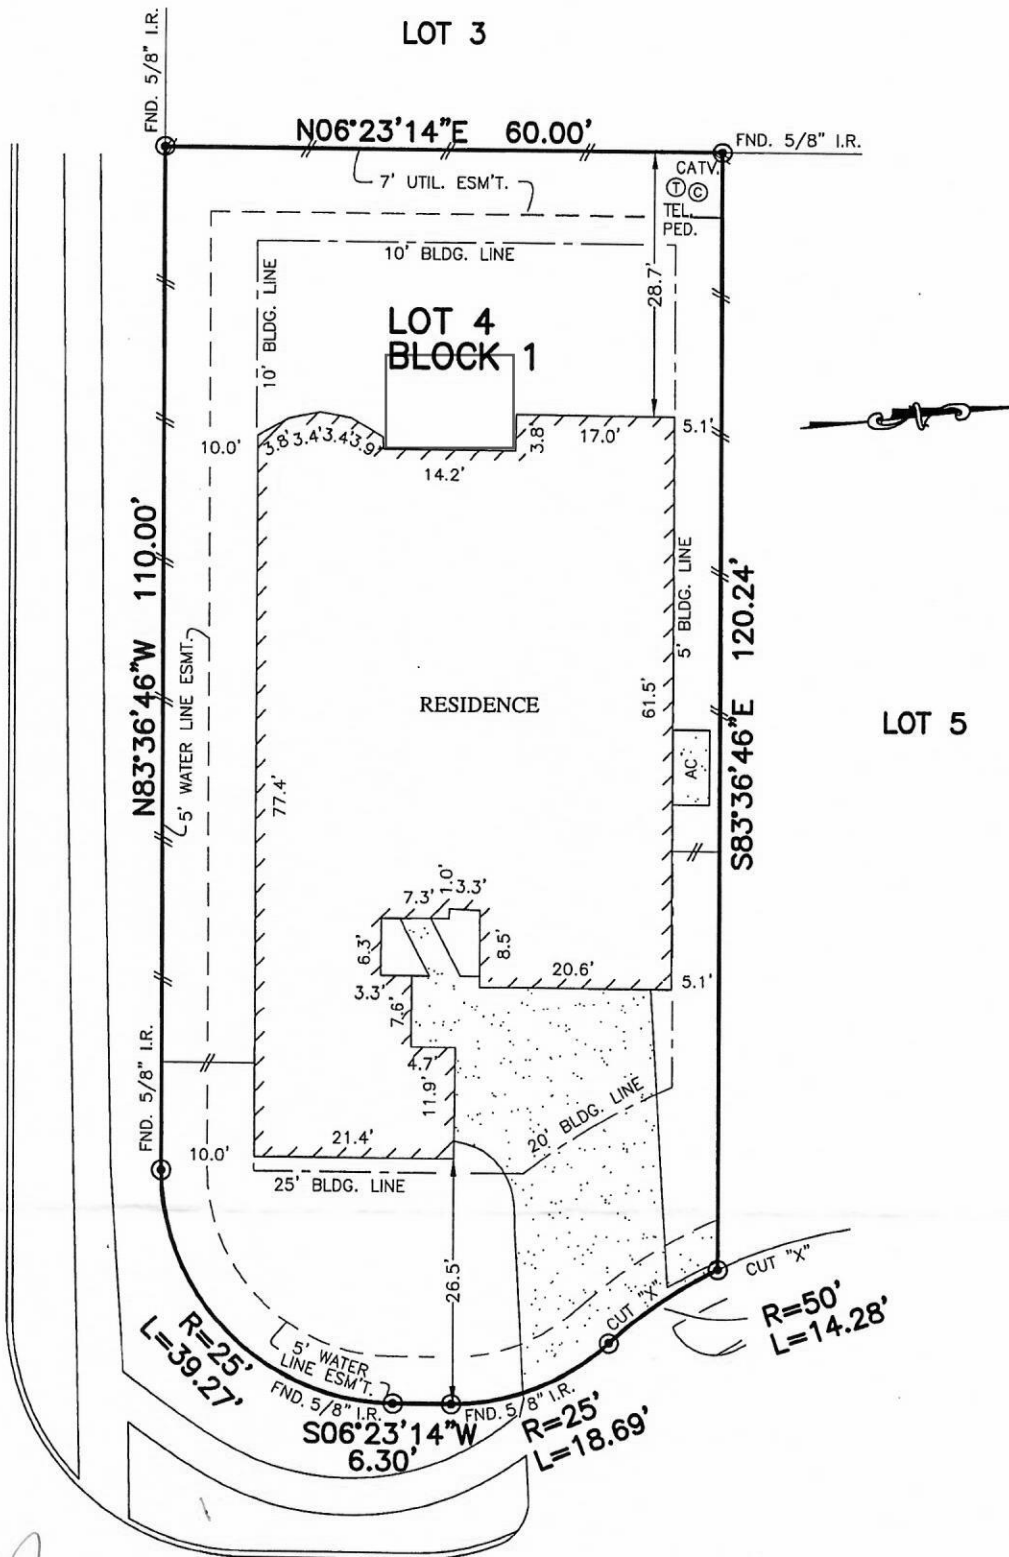 LOT 3
FND. 5/8" I.R.
N06°23'14"E 60.00'
FND. 5/8" I.R.
CATV.
T C
TEL.
PED.
7' UTIL. ESM'T.
10' BLDG. LINE
10' BLDG. LINE
28.7'
LOT 4
BLOCK 1
10.0'
3.8' 3.4' 3.4' 3.9'
14.2'
3.8'
17.0'
5.1'
N83°36'46"W 110.00'
5' WATER LINE ESMT.
5' BLDG. LINE
S83°36'46"E 120.24'
RESIDENCE
61.5'
LOT 5
AC
77.4'
7.3'
1.0'
3.3'
6.3'
8.5'
20.6'
5.1'
3.3'
7.6'
4.7'
11.9'
FND. 5/8" I.R.
10.0'
21.4'
20' BLDG. LINE
25' BLDG. LINE
26.5'
CUT "X"
CUT "X"
R=50'
L=14.28'
R=25'
L=39.27'
5' WATER
LINE ESM'T.
FND. 5/8" I.R.
FND. 5/8" I.R.
S06°23'14"W
6.30'
R=25'
L=18.69'